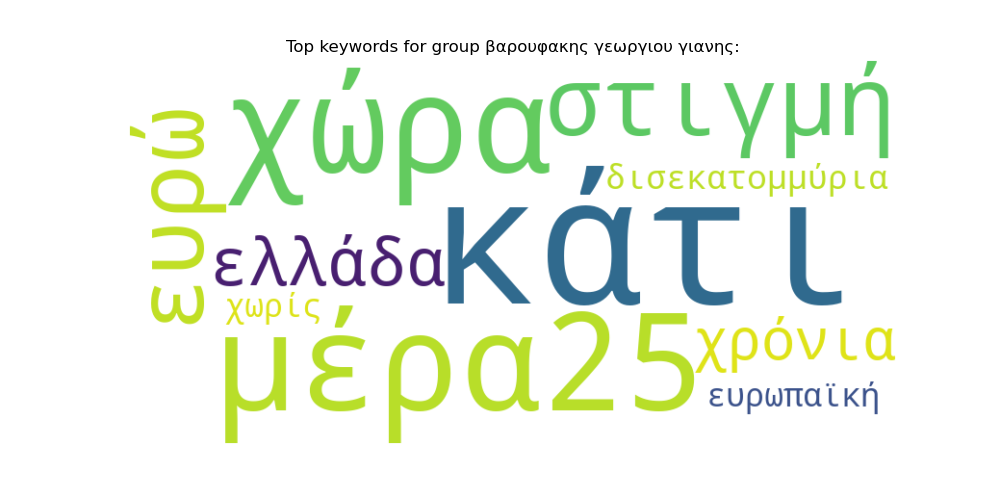 Top keywords for group βαρουφακης γεωργιου γιανης:
ευρώ
χώρα
στιγμή
δισεκατομμύρια
κάτι
ελλάδα
χωρίς
μέρα25
χρόνια
ευρωπαϊκή